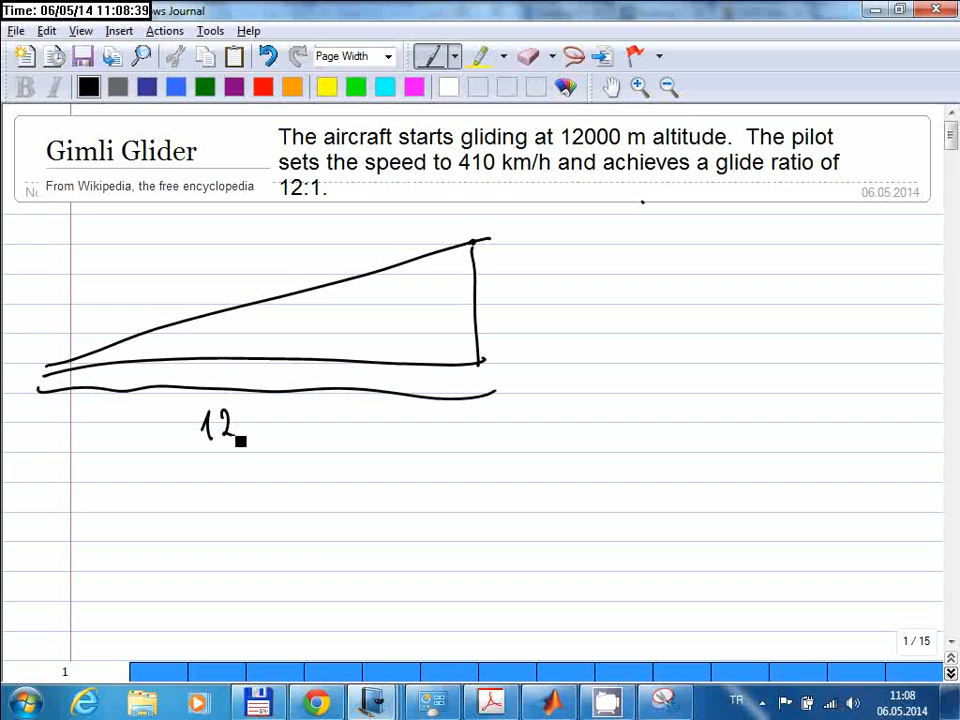 Time: 06/05/14 11:08:39
ws Journal
File Edit View Insert Actions Tools Help
Page Width
B I
Gimli Glider
From Wikipedia, the free encyclopedia
The aircraft starts gliding at 12000 m altitude. The pilot
sets the speed to 410 km/h and achieves a glide ratio of
12:1.
06.05.2014
12
1 / 15
1
TR
11:08
06.05.2014